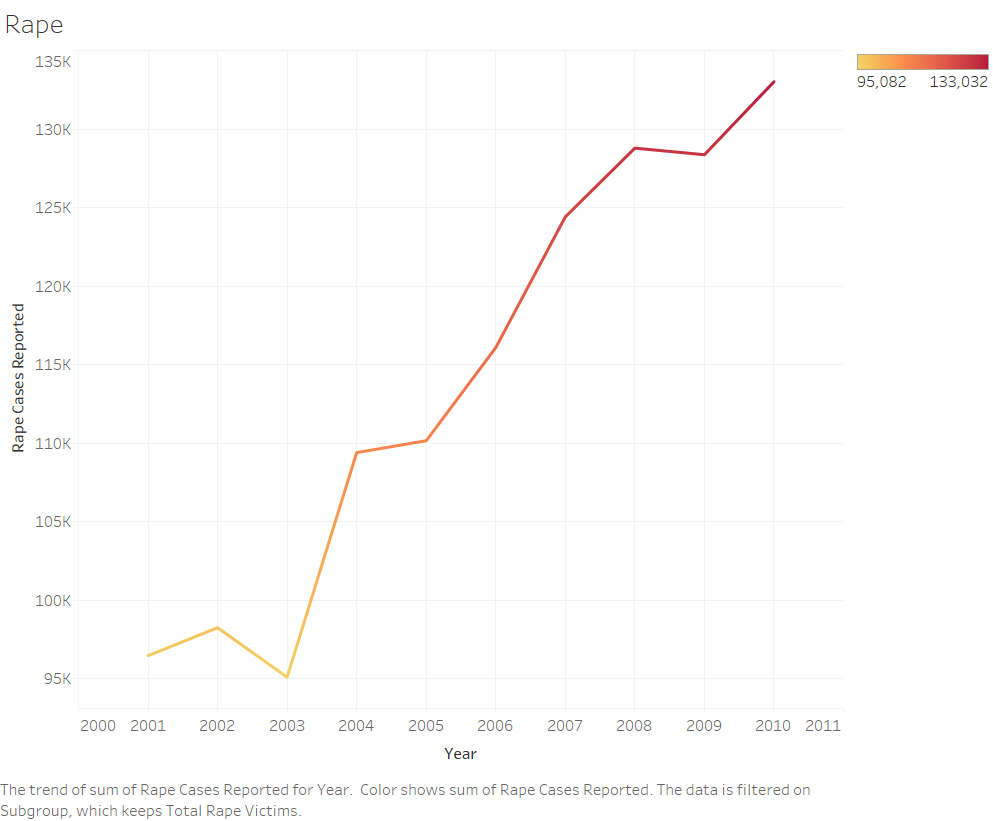 Rape
135K
95,082 133,032
130K
125K
120K
115K
110K
105K
100K
95K
Rape Cases Reported
2000 2001 2002 2003 2004 2005 2006 2007 2008 2009 2010 2011
Year
The trend of sum of Rape Cases Reported for Year.  Color shows sum of Rape Cases Reported. The data is filtered on
Subgroup, which keeps Total Rape Victims.